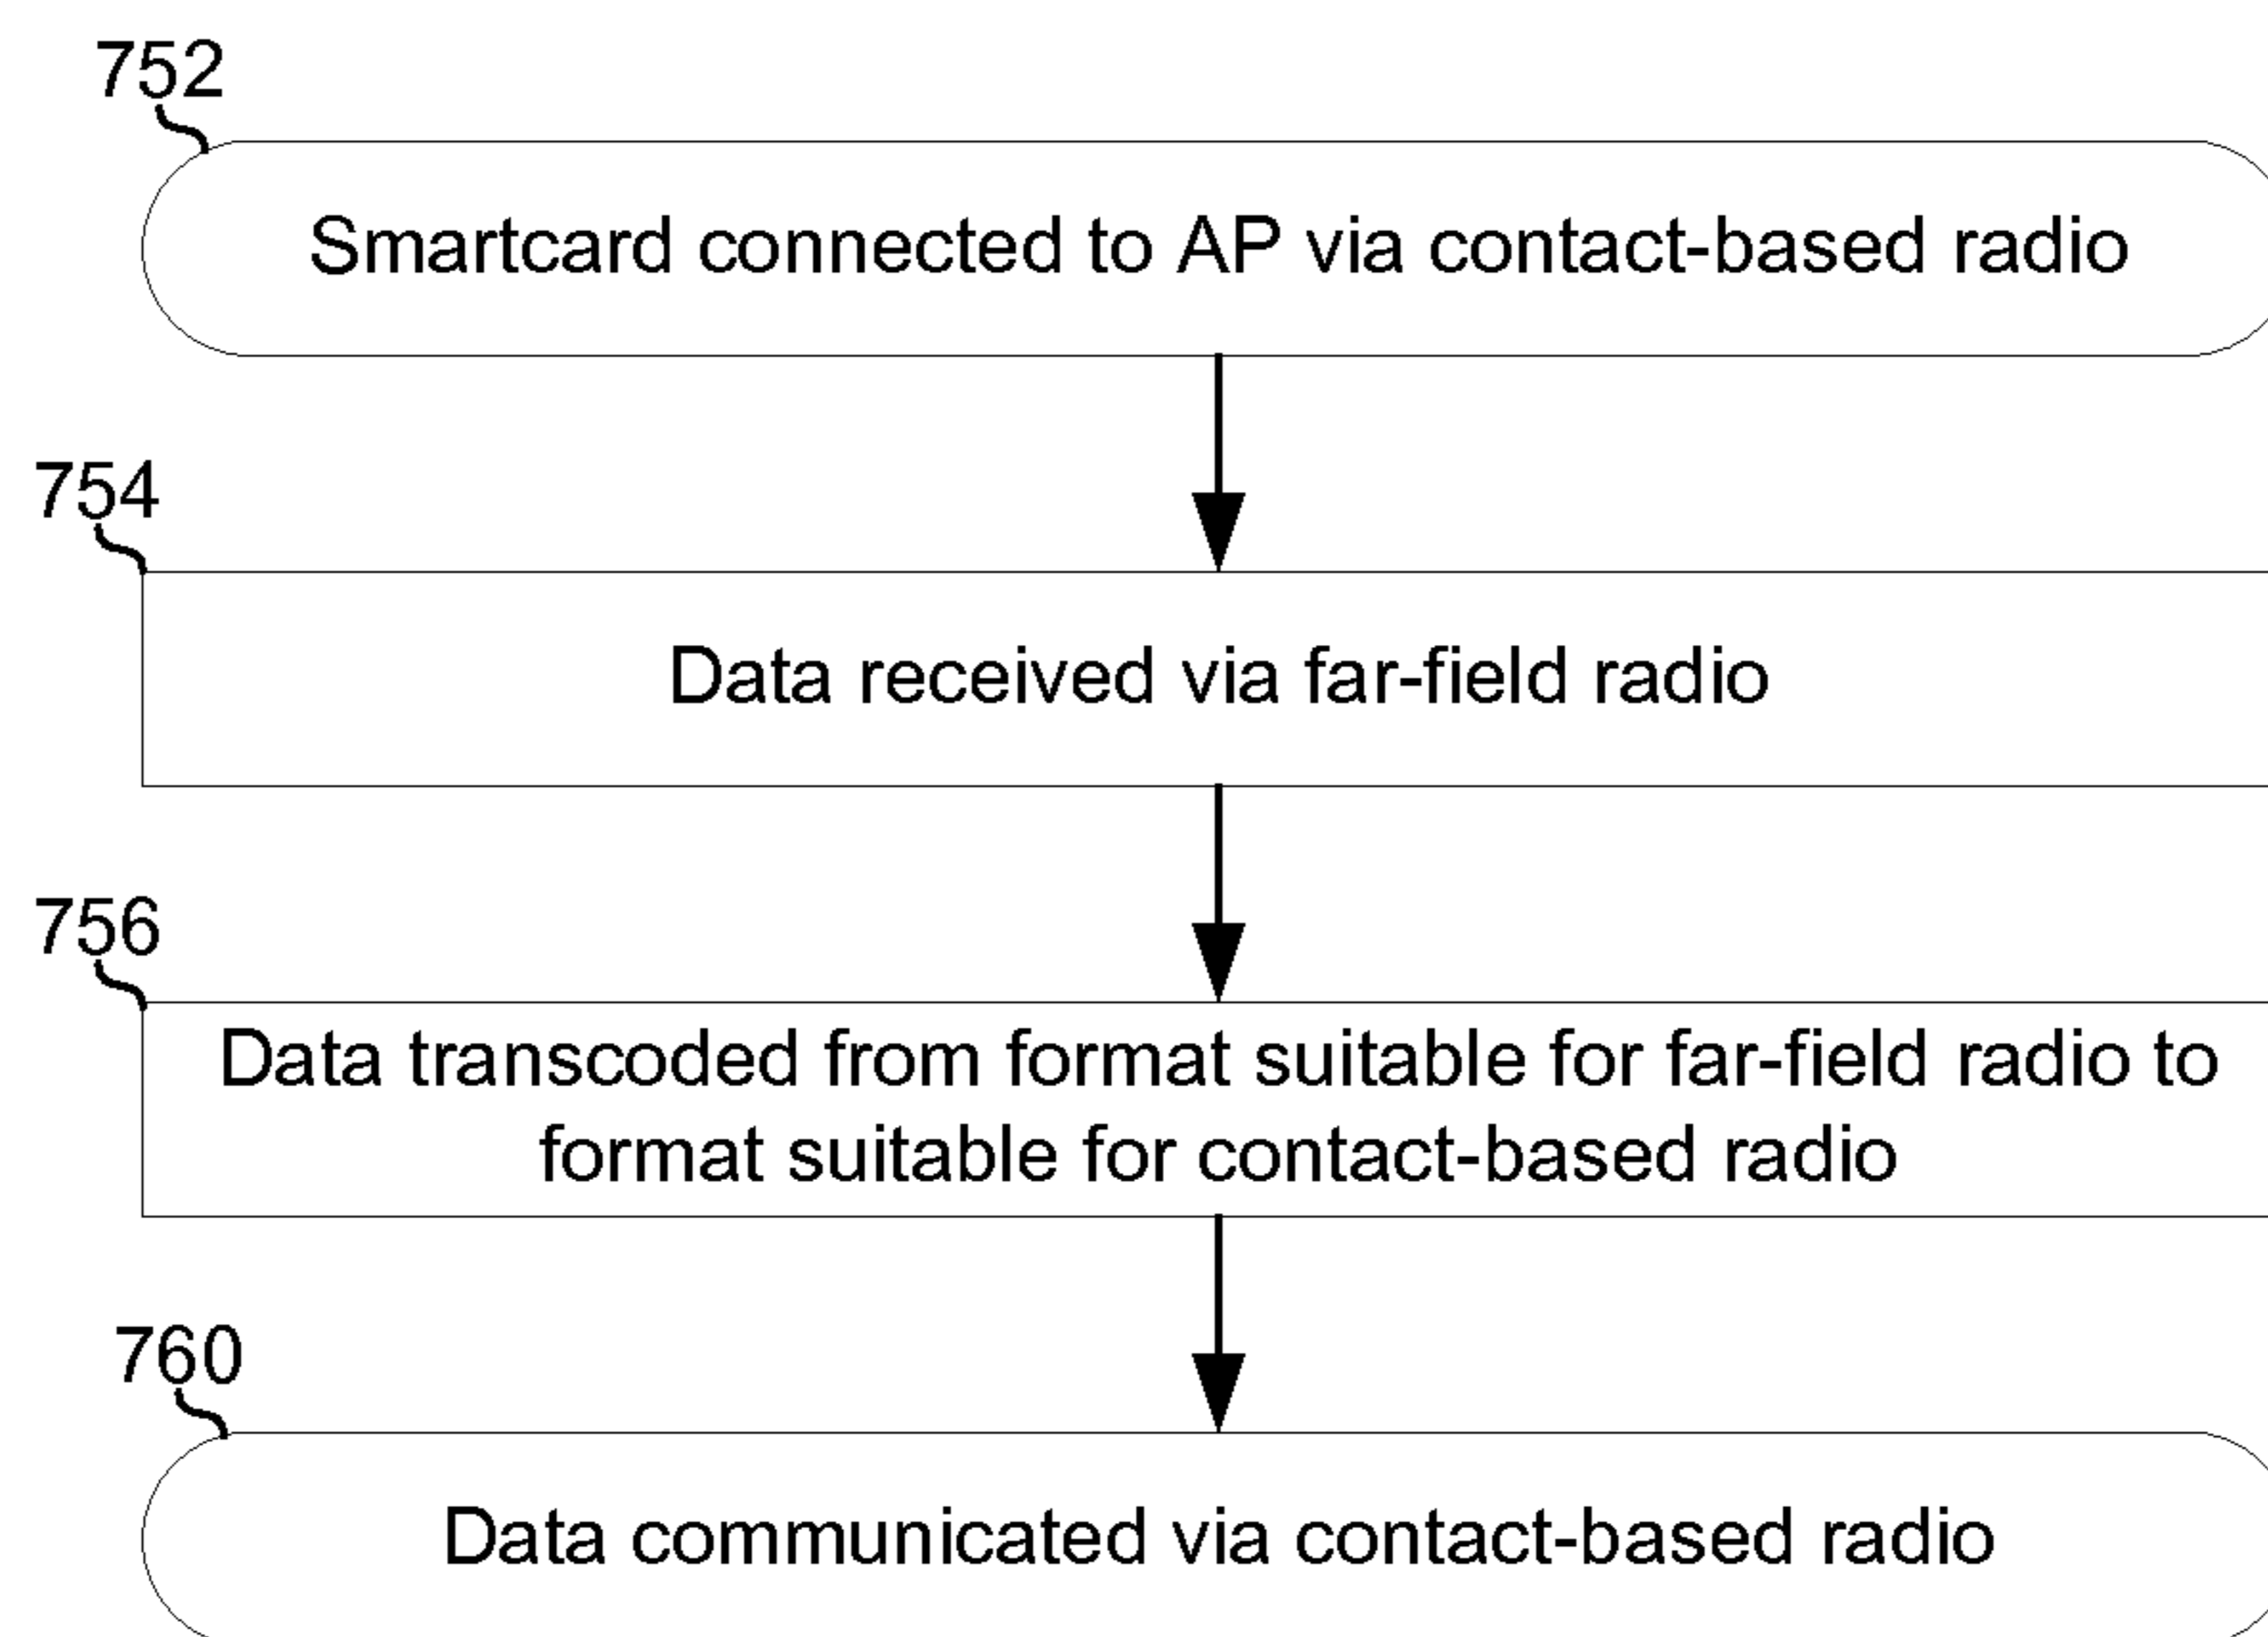 752
Smartcard connected to AP via contact-based radio
754
Data received via far-field radio
756
Data transcoded from format suitable for far-field radio to
format suitable for contact-based radio
760
Data communicated via contact-based radio